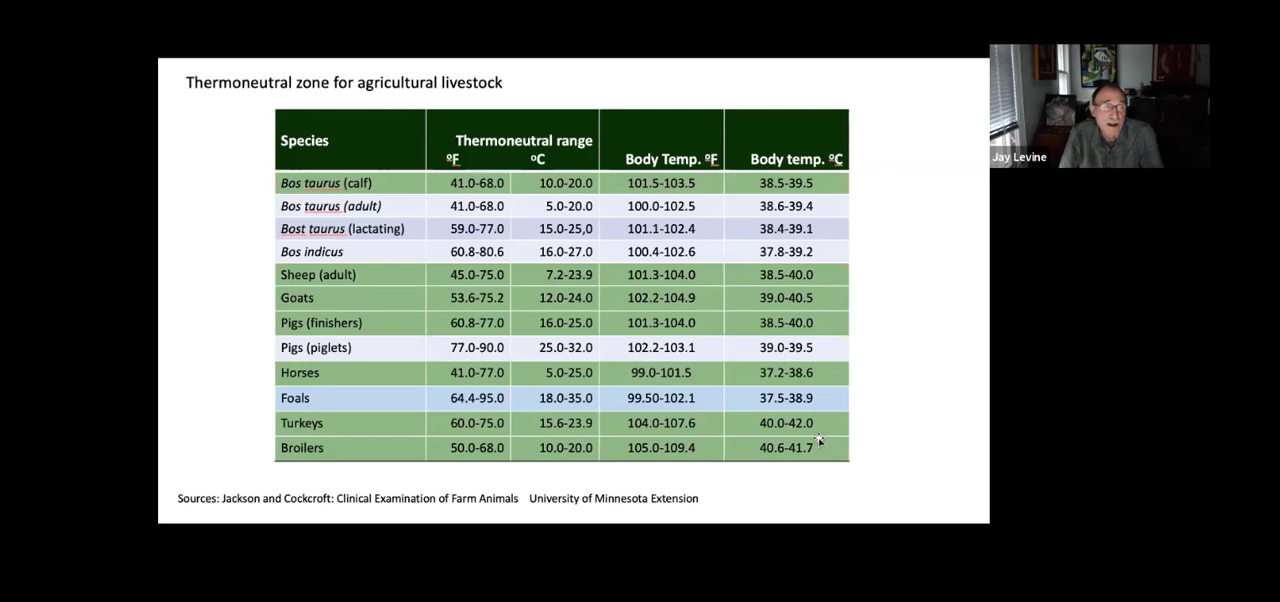 Thermoneutral zone for agricultural livestock
Jay Levine
Species Thermoneutral range ºF ºC Body Temp. ºF Body temp. ºC
Bos taurus (calf) 41.0-68.0 10.0-20.0 101.5-103.5 38.5-39.5
Bos taurus (adult) 41.0-68.0 5.0-20.0 100.0-102.5 38.6-39.4
Bost taurus (lactating) 59.0-77.0 15.0-25,0 101.1-102.4 38.4-39.1
Bos indicus 60.8-80.6 16.0-27.0 100.4-102.6 37.8-39.2
Sheep (adult) 45.0-75.0 7.2-23.9 101.3-104.0 38.5-40.0
Goats 53.6-75.2 12.0-24.0 102.2-104.9 39.0-40.5
Pigs (finishers) 60.8-77.0 16.0-25.0 101.3-104.0 38.5-40.0
Pigs (piglets) 77.0-90.0 25.0-32.0 102.2-103.1 39.0-39.5
Horses 41.0-77.0 5.0-25.0 99.0-101.5 37.2-38.6
Foals 64.4-95.0 18.0-35.0 99.50-102.1 37.5-38.9
Turkeys 60.0-75.0 15.6-23.9 104.0-107.6 40.0-42.0
Broilers 50.0-68.0 10.0-20.0 105.0-109.4 40.6-41.7
Sources: Jackson and Cockcroft: Clinical Examination of Farm Animals University of Minnesota Extension